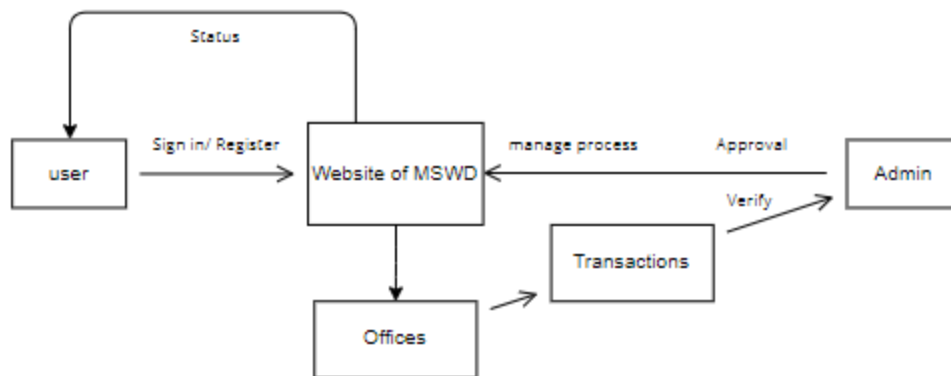 Status
Sign in/ Register
manage process
Approval
user
Website of MSWD
Admin
Verify
Transactions
Offices